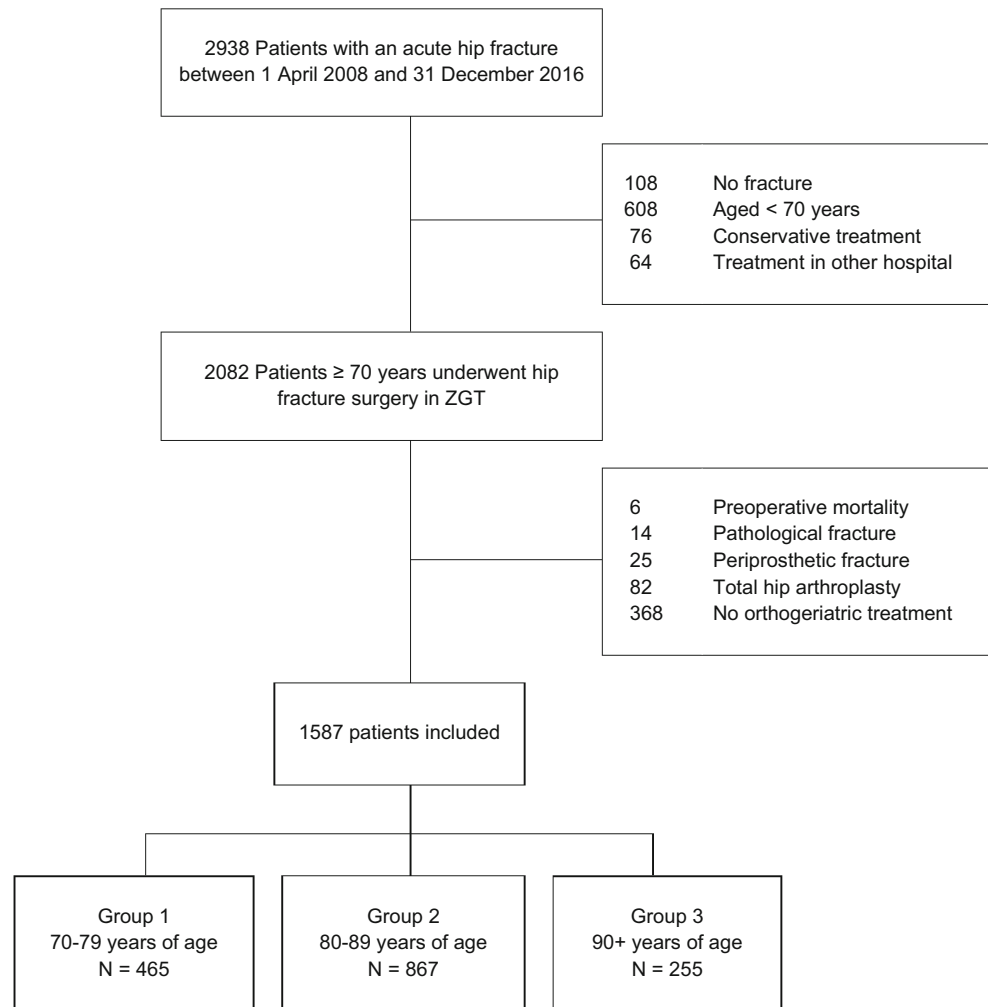 2938 Patients with an acute hip fracture
between 1 April 2008 and 31 December 2016
108 No fracture
608 Aged < 70 years
76 Conservative treatment
64 Treatment in other hospital
2082 Patients ≥ 70 years underwent hip
fracture surgery in ZGT
6 Preoperative mortality
14 Pathological fracture
25 Periprosthetic fracture
82 Total hip arthroplasty
368 No orthogeriatric treatment
1587 patients included
Group 1
70-79 years of age
N = 465
Group 2
80-89 years of age
N = 867
Group 3
90+ years of age
N = 255